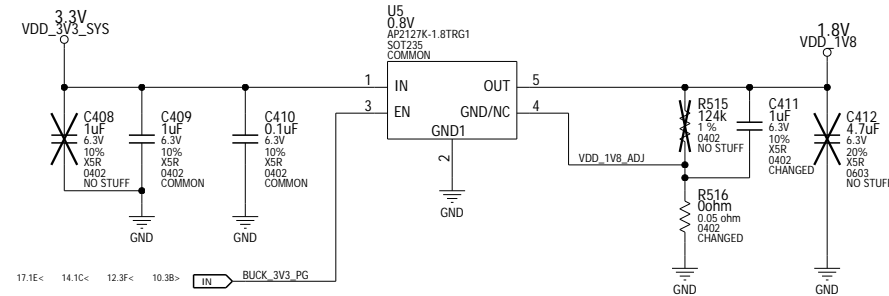 3.3V
VDD_3V3_SYS
U5
0.8V
AP2127K-1.8TRG1
SOT235
COMMON
1.8V
VDD_1V8
1
IN
OUT
5
3
EN
GND/NC
4
GND1
2
GND
C408
1uF
6.3V
10%
X5R
0402
NO STUFF
C409
1uF
6.3V
10%
X5R
0402
COMMON
C410
0.1uF
6.3V
10%
X5R
0402
COMMON
R515
124k
1 %
0402
NO STUFF
C411
1uF
6.3V
10%
X5R
0402
CHANGED
C412
4.7uF
6.3V
20%
X5R
0603
NO STUFF
VDD_1V8_ADJ
R516
0ohm
0.05 ohm
0402
CHANGED
GND
GND
GND
GND
17.1E<
14.1C<
12.3F<
10.3B>
IN
BUCK_3V3_PG